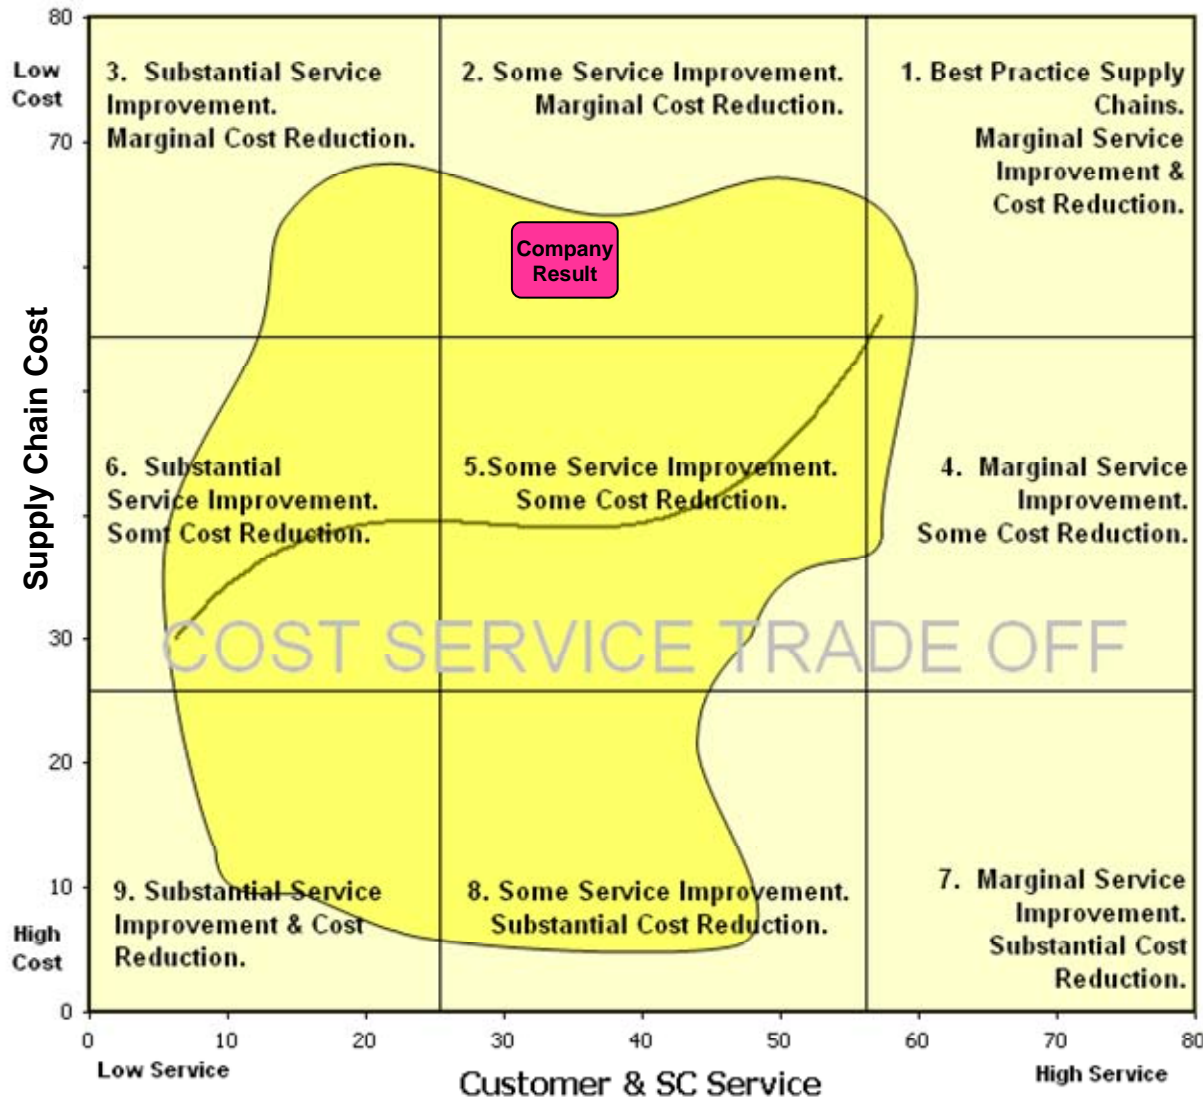 80
Low
Cost
3. Substantial Service
Improvement.
Marginal Cost Reduction.
2. Some Service Improvement.
Marginal Cost Reduction.
1. Best Practice Supply
Chains.
Marginal Service
Improvement &
Cost Reduction.
70
Company
Result
Supply Chain Cost
6. Substantial
Service Improvement.
Somt Cost Reduction.
5.Some Service Improvement.
Some Cost Reduction.
4. Marginal Service
Improvement.
Some Cost Reduction.
30
COST SERVICE TRADE OFF
20
10
9. Substantial Service
Improvement & Cost
Reduction.
8. Some Service Improvement.
Substantial Cost Reduction.
7. Marginal Service
Improvement.
Substantial Cost
Reduction.
High
Cost
0
0 10 20 30 40 50 60 70 80
Low Service
Customer & SC Service
High Service